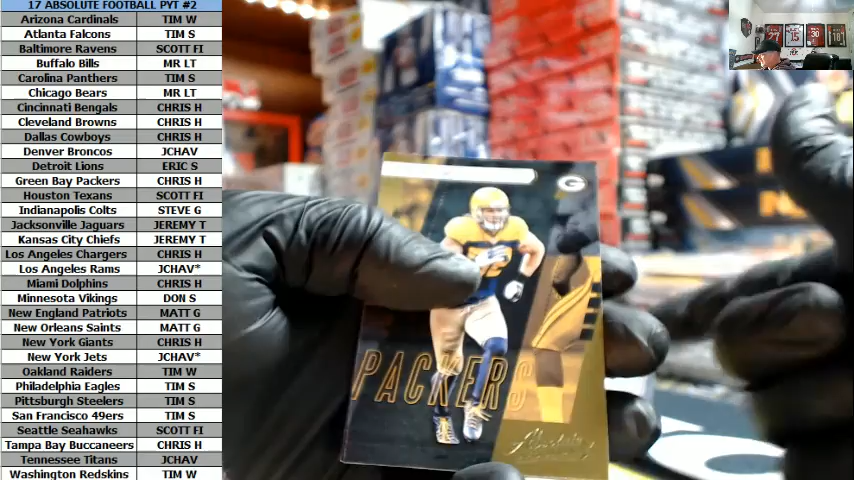 17 ABSOLUTE FOOTBALL PYT #2
Arizona Cardinals TIM W
Atlanta Falcons TIM S
Baltimore Ravens SCOTT FI
Buffalo Bills MR LT
Carolina Panthers TIM S
Chicago Bears MR LT
Cincinnati Bengals CHRIS H
Cleveland Browns CHRIS H
Dallas Cowboys CHRIS H
Denver Broncos JCHAV
Detroit Lions ERIC S
Green Bay Packers CHRIS H
Houston Texans SCOTT FI
Indianapolis Colts STEVE G
Jacksonville Jaguars JEREMY T
Kansas City Chiefs JEREMY T
Los Angeles Chargers CHRIS H
Los Angeles Rams JCHAV*
Miami Dolphins CHRIS H
Minnesota Vikings DON S
New England Patriots MATT G
New Orleans Saints MATT G
New York Giants CHRIS H
New York Jets JCHAV*
Oakland Raiders TIM W
Philadelphia Eagles TIM S
Pittsburg Steelers TIM S
San Francisco 49ers TIM S
Seattle Seahawks SCOTT FI
Tampa Bay Buccaneers CHRIS H
Tennessee Titans JCHAV
Washington Redskins TIM W
G
PACKERS
Absolute
27 15 30 18